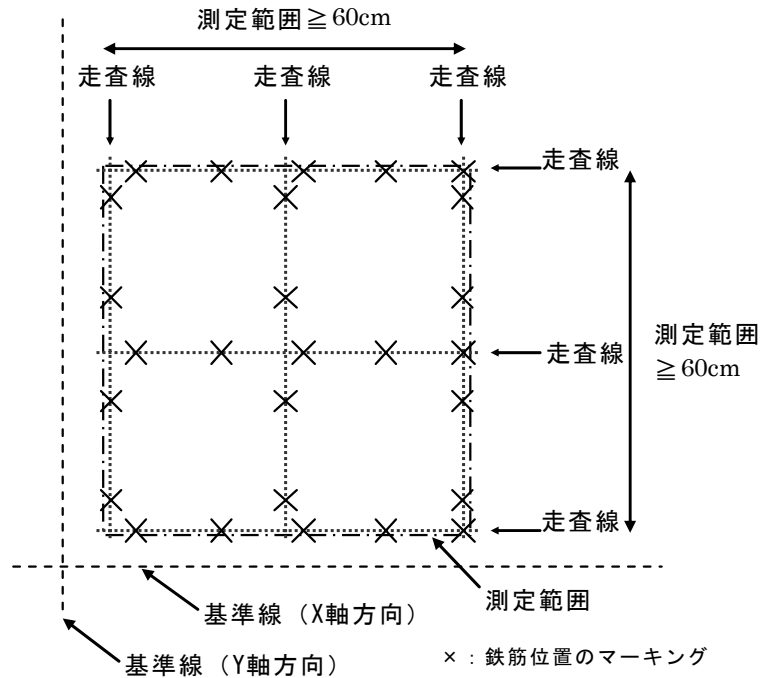 測定範囲≧60cm
走査線
走査線
走査線
走査線
測定範囲
≧60cm
走査線
走査線
測定範囲
基準線（X軸方向）
基準線（Y軸方向）
×：鉄筋位置のマーキング